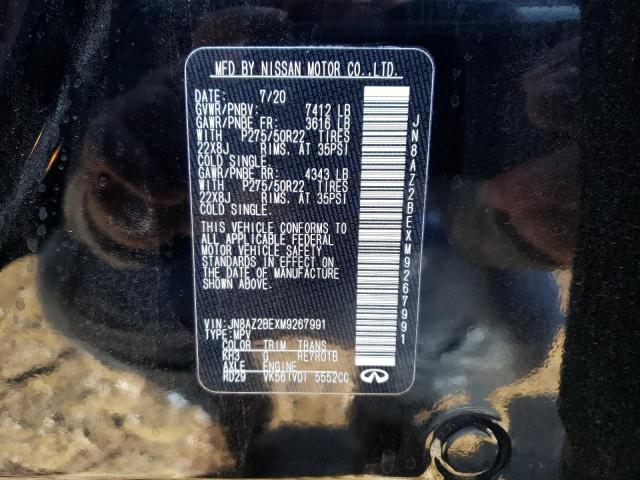 MFD BY NISSAN MOTOR CO.,LTD.
DATE: 7/20
GVWR/PNBV: 7412 LB
GAWR/PNBE FR: 3616 LB
WITH P275/50R22 TIRES
22X8J RIMS. AT 35PSI
COLD SINGLE.
GAWR/PNBE RR: 4343 LB
WITH P275/50R22 TIRES
22X8J RIMS. AT 35PSI
COLD SINGLE.
THIS VEHICLE CONFORMS TO
ALL APPLICABLE FEDERAL
MOTOR VEHICLE SAFETY
STANDARDS IN EFFECT ON
THE DATE OF MANUFACTURE
SHOWN ABOVE.
VIN: JN8AZ2BEXM9267991
TYPE: MPV
COLOR TRIM TRANS
KH3 G RE7R01B
AXLE ENGINE
RD29 VK56(VD) 5552CC
JN8AZ2BEXM9267991